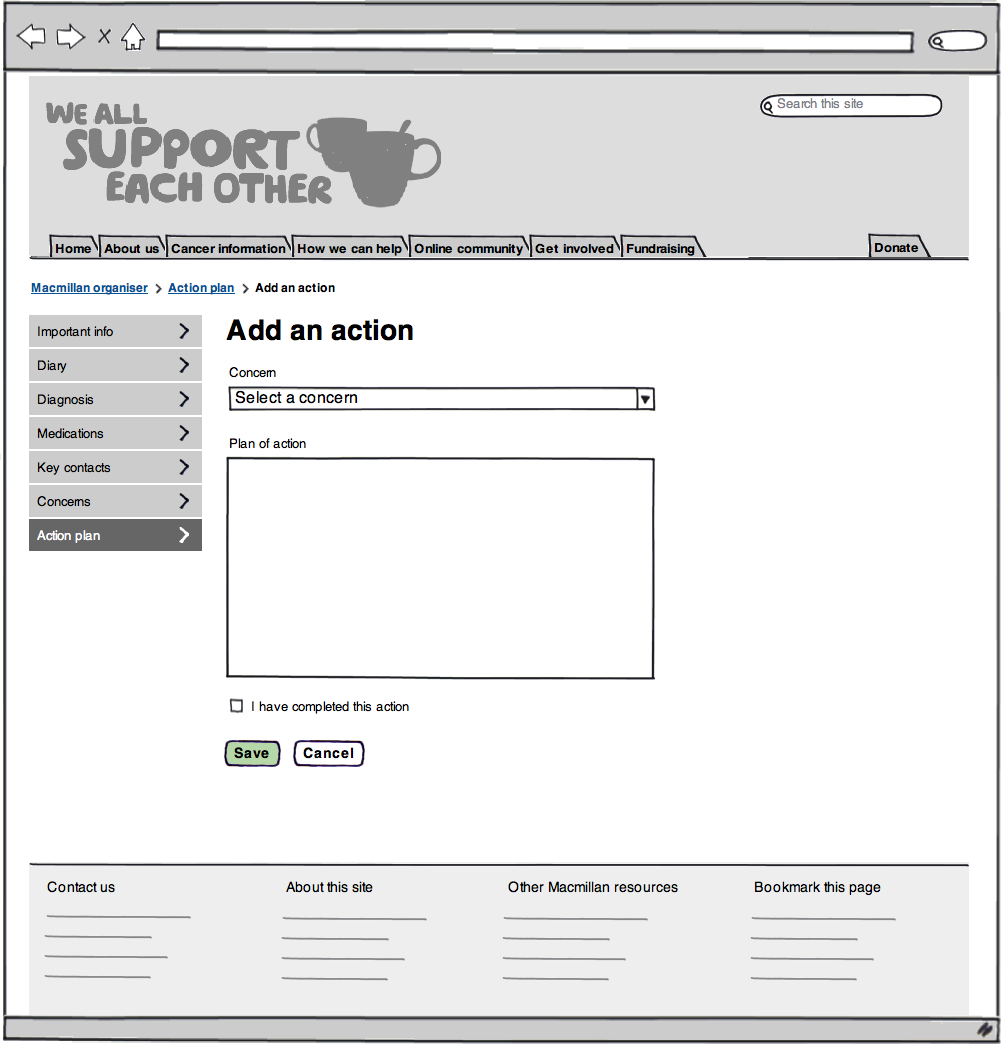 WE ALL
SUPPORT
EACH OTHER
Search this site
Home About us Cancer information How we can help Online community Get involved Fundraising Donate
Macmillan organiser > Action plan > Add an action
Important info
Diary
Diagnosis
Medications
Key contacts
Concerns
Action plan
Add an action
Concern
Select a concern
Plan of action
I have completed this action
Save Cancel
Contact us About this site Other Macmillan resources Bookmark this page